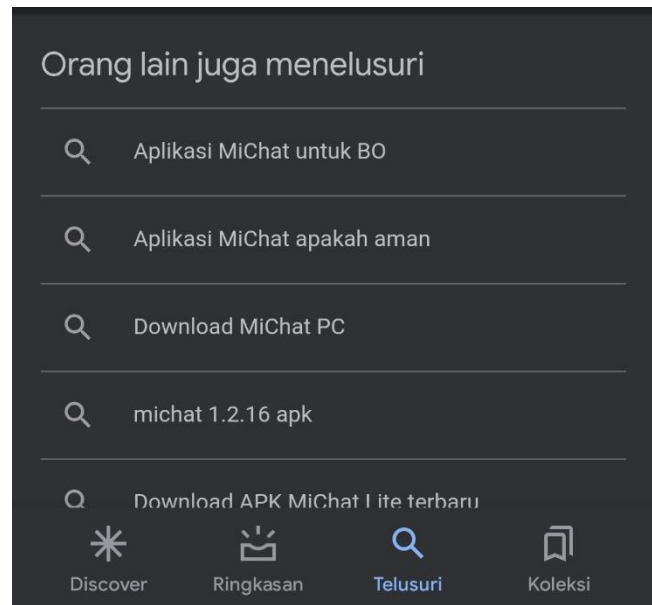 Orang lain juga menelusuri
Aplikasi MiChat untuk BO
Aplikasi MiChat apakah aman
Download MiChat PC
michat 1.2.16 apk
Download APK MiChat Lite terbaru
Discover
Ringkasan
Telusuri
Koleksi